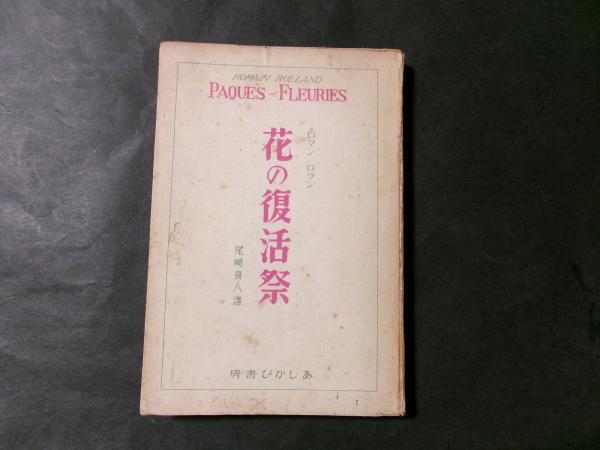 ROMAIN ROLLAND
PAQUES—FLEURIES
ロマン ロラン
花の復活祭
尾崎喜八譯
あしかび書房